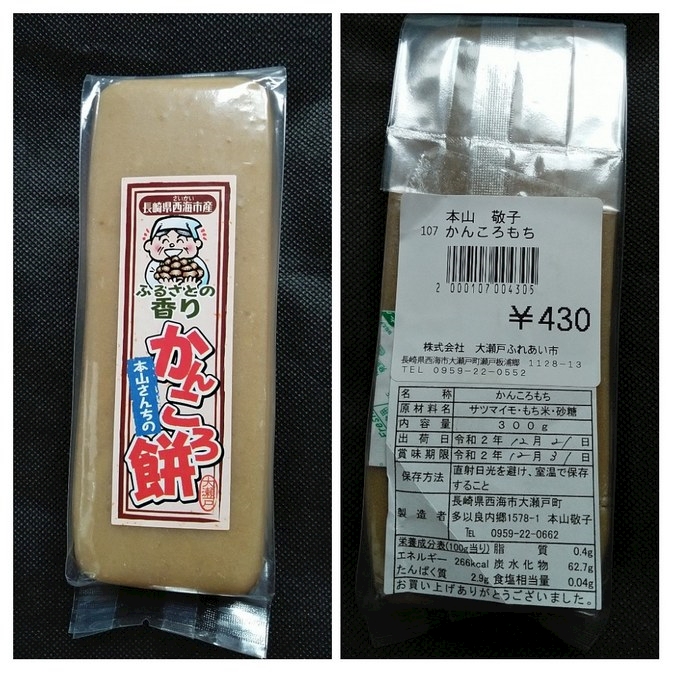 さいかい
長崎県西海市産
ふるさとの
香り
かんころ餅
本山さんちの
大瀬戸
本山 敬子
107 かんころもち
2 000107 004305
￥430
株式会社 大瀬戸ふれあい市
長崎県西海市大瀬戸町瀬戸板浦郷 1128-13
TEL 0959-22-0552
名称 かんころもち
原材料名 サツマイモ・もち米・砂糖
内容量 300g
出荷日 令和2年12月21日
賞味期限 令和2年12月31日
保存方法 直射日光を避け、室温で保存
すること
製造者 長崎県西海市大瀬戸町
多以良内郷1578-1 本山敬子
℡ 0959-22-0662
栄養成分表(100g当り) 脂質 0.4g
エネルギー 266kcal 炭水化物 62.7g
たんぱく質 2.9g 食塩相当量 0.04g
お買い上げありがとうございました。